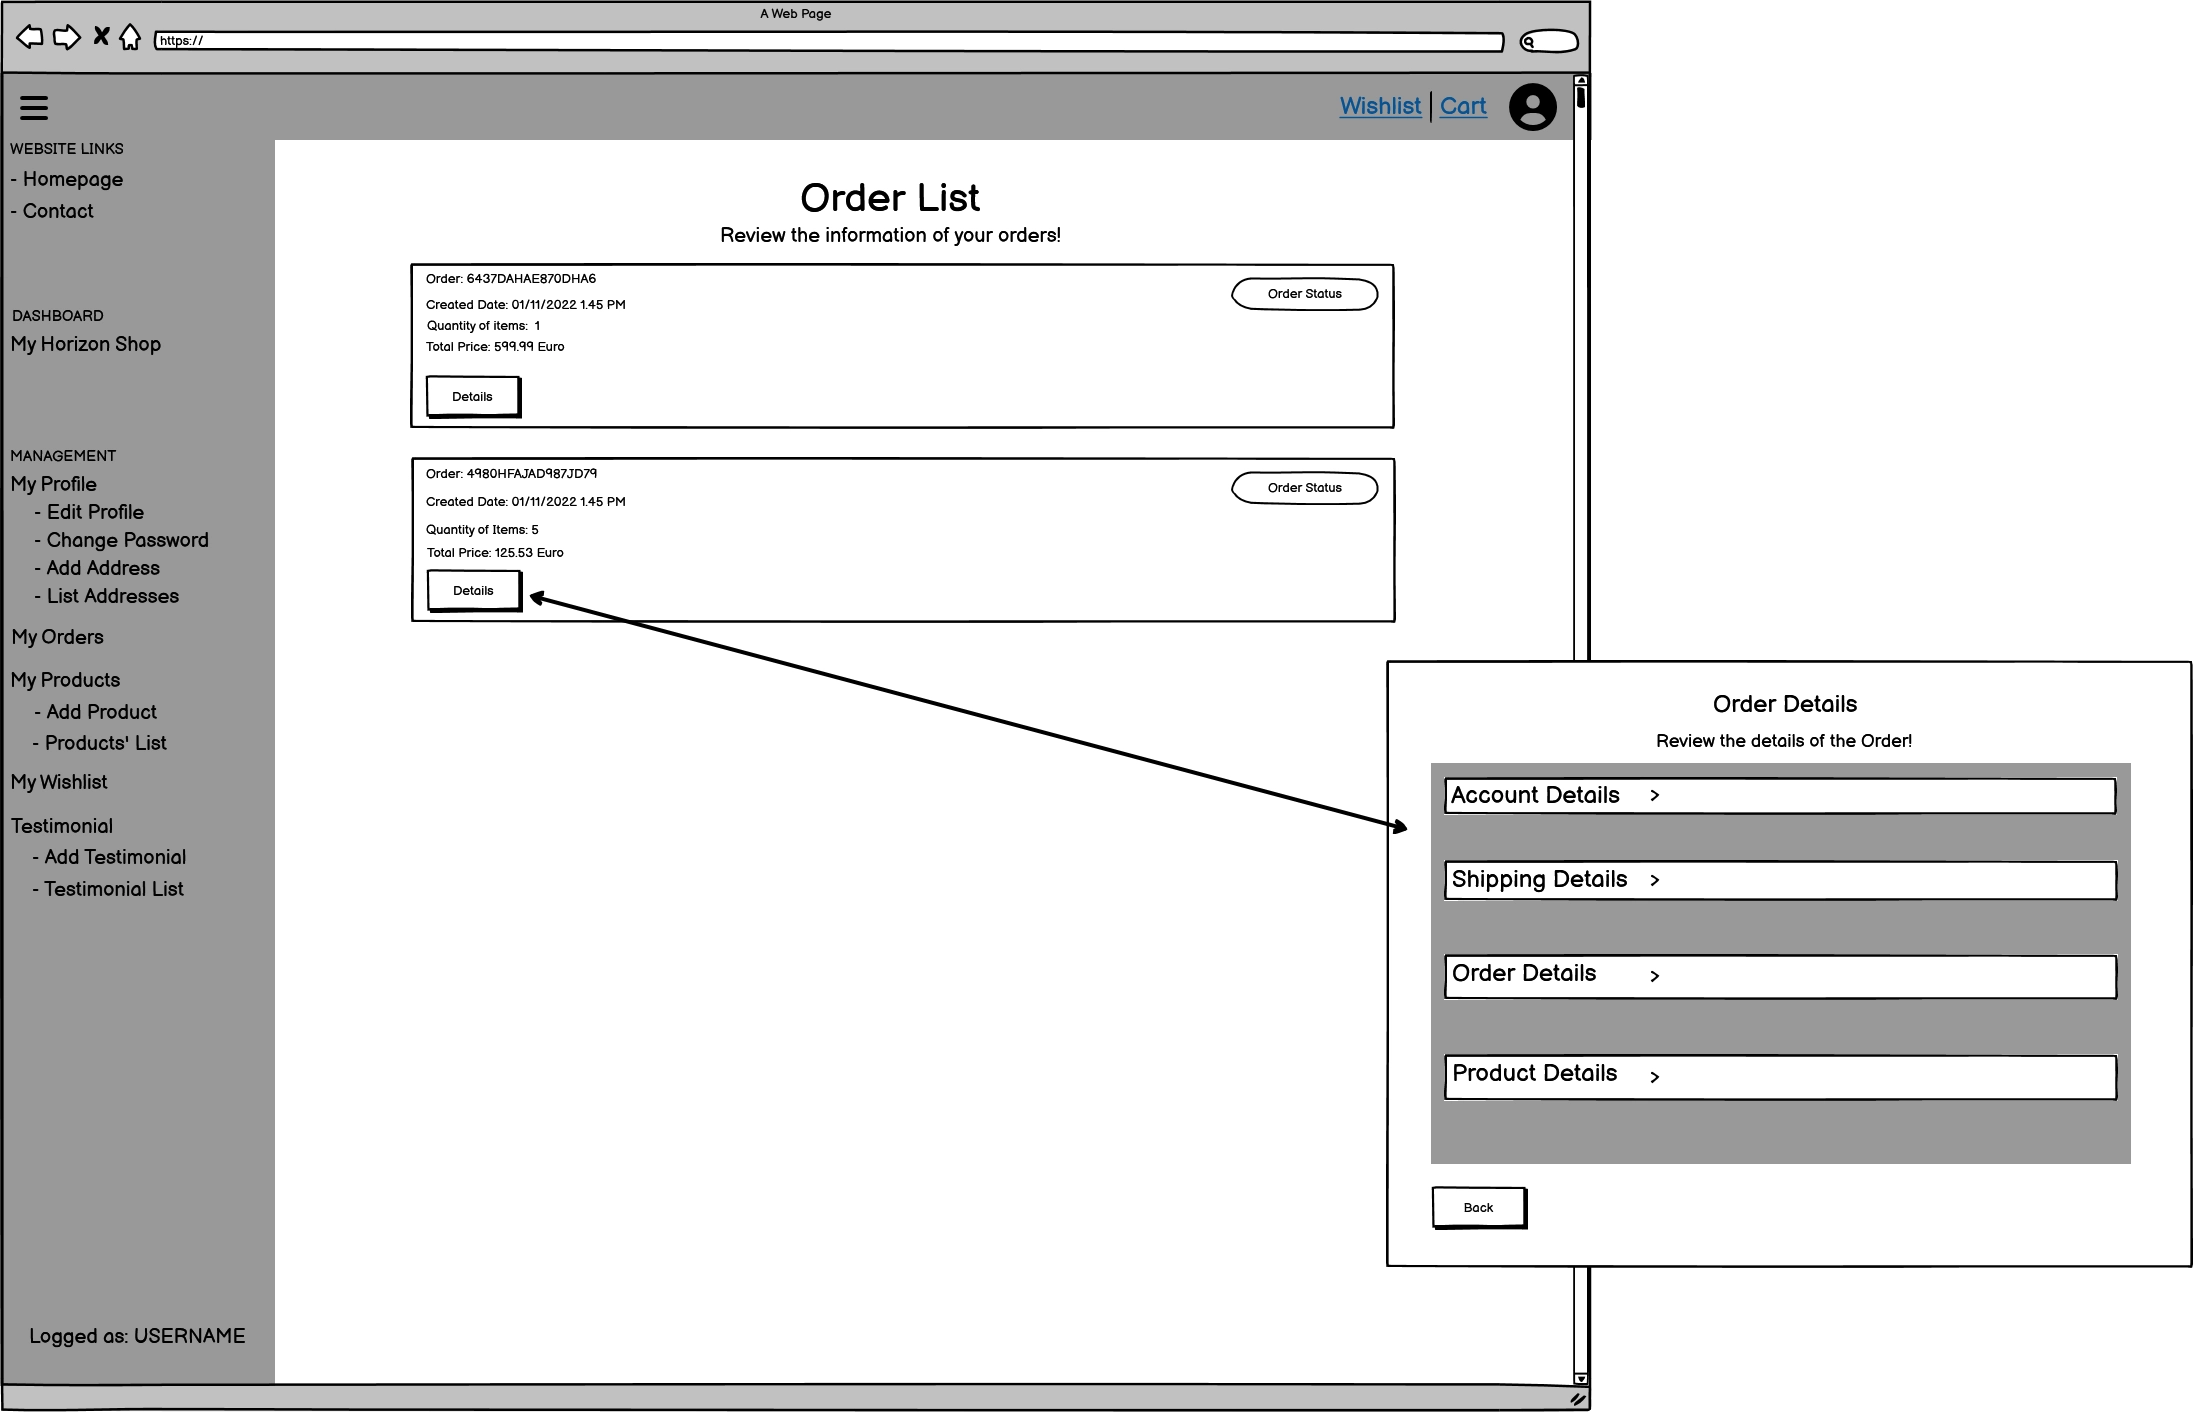 A Web Page
https://
Wishlist | Cart
WEBSITE LINKS
- Homepage
- Contact
DASHBOARD
My Horizon Shop
MANAGEMENT
My Profile
- Edit Profile
- Change Password
- Add Address
- List Addresses
My Orders
My Products
- Add Product
- Products' List
My Wishlist
Testimonial
- Add Testimonial
- Testimonial List
Logged as: USERNAME
Order List
Review the information of your orders!
Order: 6437DAHAE870DHA6
Order Status
Created Date: 01/11/2022 1.45 PM
Quantity of items: 1
Total Price: 599.99 Euro
Details
Order: 4980HFAJAD987JD79
Order Status
Created Date: 01/11/2022 1.45 PM
Quantity of Items: 5
Total Price: 125.53 Euro
Details
Order Details
Review the details of the Order!
Account Details >
Shipping Details >
Order Details >
Product Details >
Back